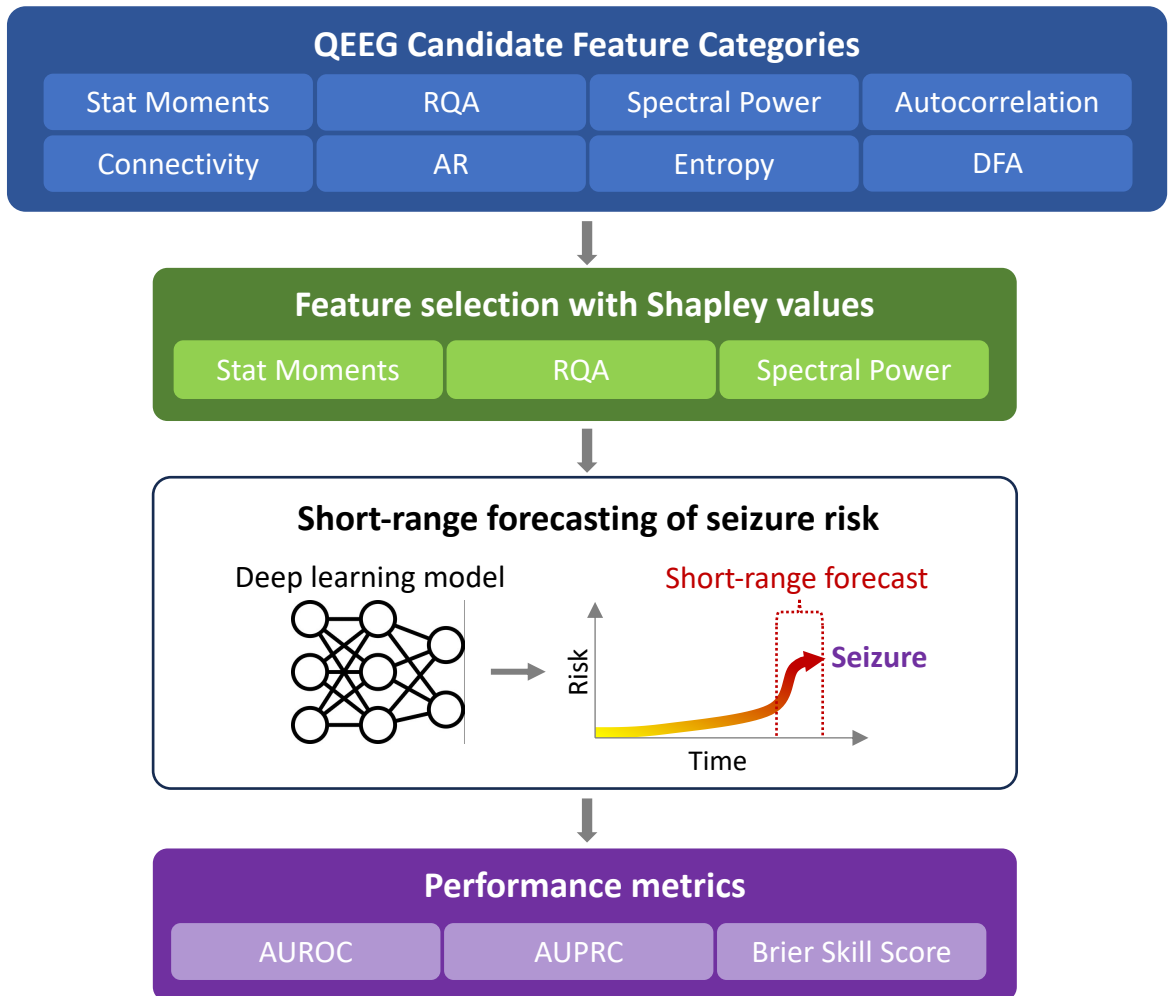 QEEG Candidate Feature Categories
Stat Moments RQA Spectral Power Autocorrelation
Connectivity AR Entropy DFA
Feature selection with Shapley values
Stat Moments RQA Spectral Power
Short-range forecasting of seizure risk
Deep learning model Short-range forecast
Seizure
Risk
Time
Performance metrics
AUROC AUPRC Brier Skill Score